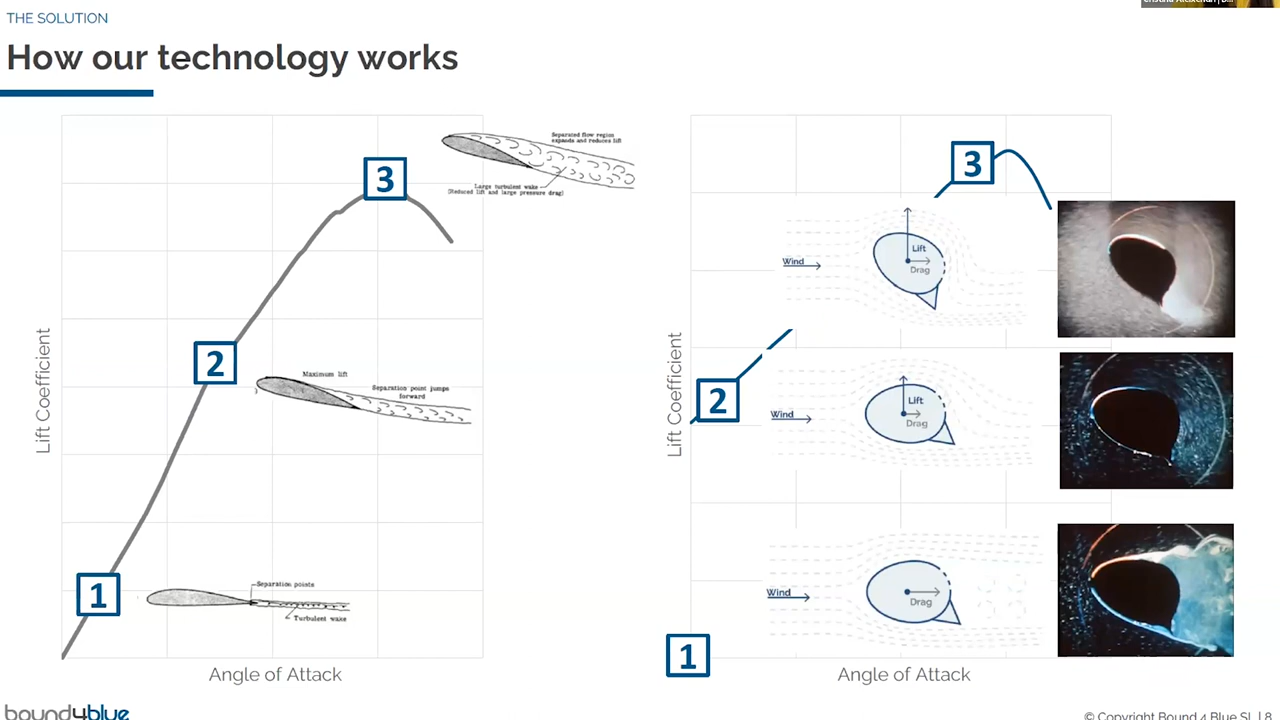 THE SOLUTION
How our technology works
3
Separated flow region
expands and reduces lift
Large turbulent wake
(Reduced lift and large pressure drag)
2
Maximum lift
Separation point jumps
forward
1
Separation points
Turbulent wake
Lift Coefficient
Angle of Attack
3
Wind
Lift
Drag
2
Wind
Lift
Drag
Wind
Drag
1
Lift Coefficient
Angle of Attack
bound4blue
© Copyright Bound 4 Blue SL | 8